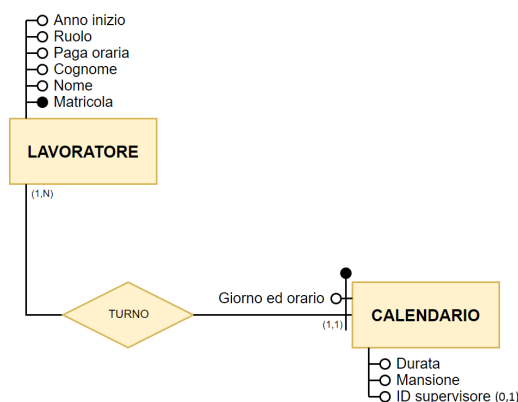 Anno inizio
Ruolo
Paga oraria
Cognome
Nome
Matricola
LAVORATORE
(1,N)
TURNO
Giorno ed orario
(1,1)
CALENDARIO
Durata
Mansione
ID supervisore (0,1)